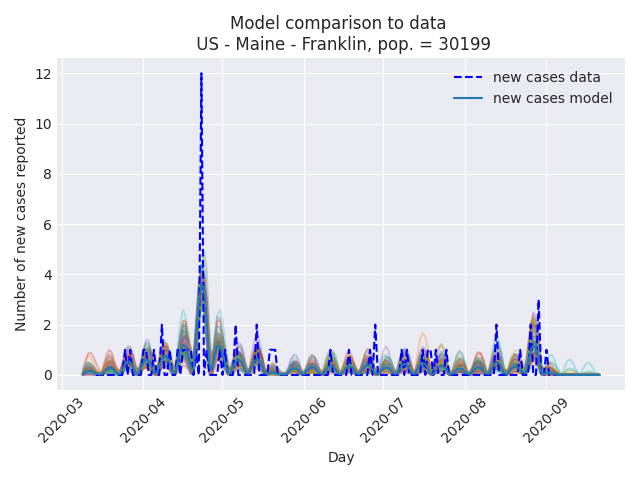 Model comparison to data
US - Maine - Franklin, pop. = 30199
new cases data
new cases model
Number of new cases reported
12
10
8
6
4
2
0
2020-03
2020-04
2020-05
2020-06
2020-07
2020-08
2020-09
Day